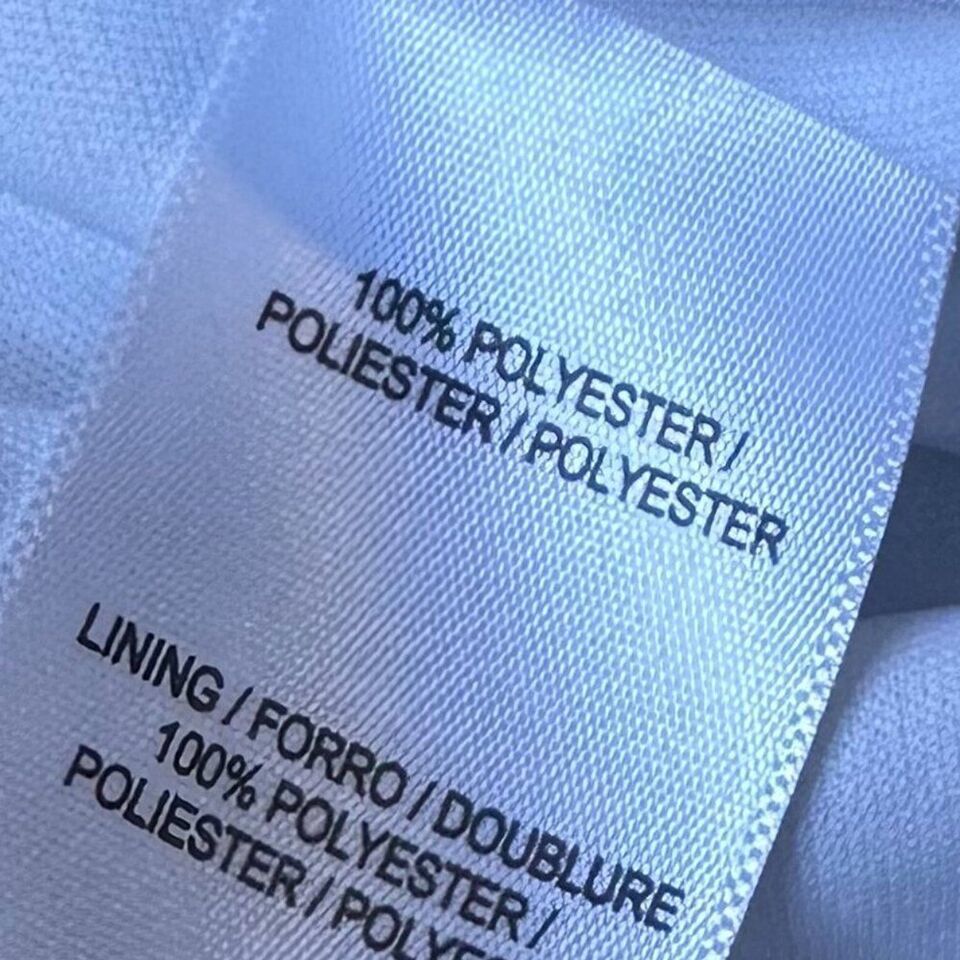 100% POLYESTER /
POLIESTER / POLYESTER
LINING / FORRO / DOUBLURE
100% POLYESTER /
POLIESTER /